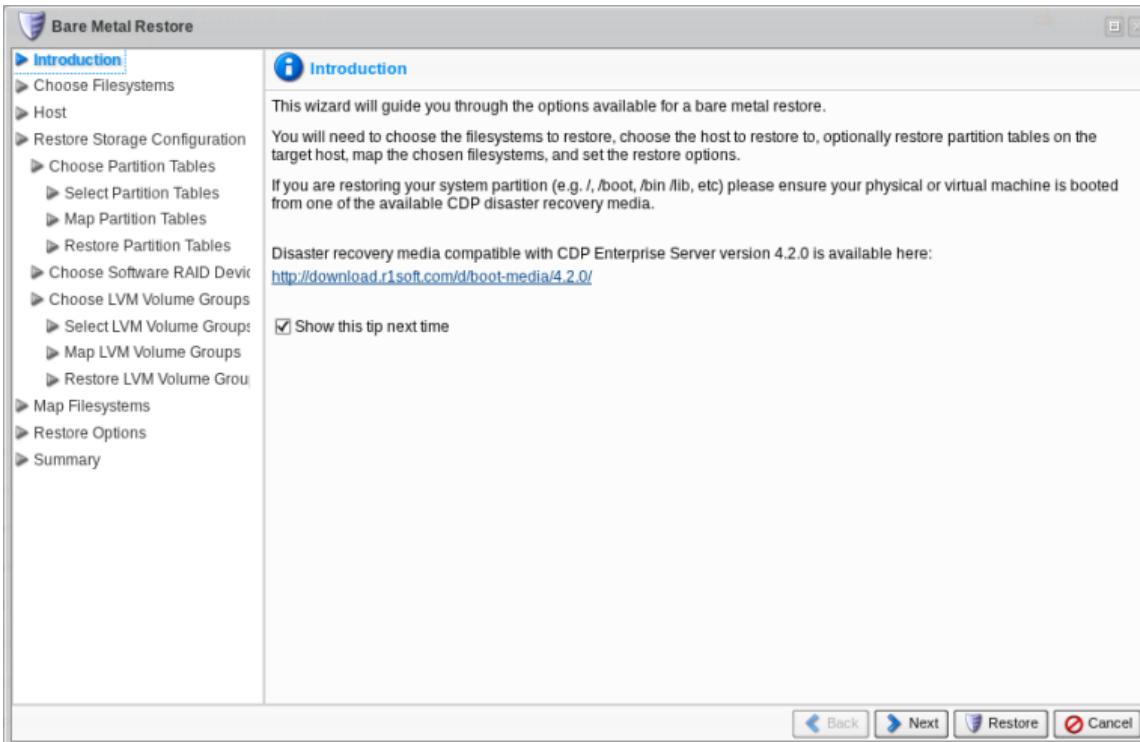 Bare Metal Restore
Introduction
Choose Filesystems
Host
Restore Storage Configuration
Choose Partition Tables
Select Partition Tables
Map Partition Tables
Restore Partition Tables
Choose Software RAID Devic
Choose LVM Volume Groups
Select LVM Volume Groups
Map LVM Volume Groups
Restore LVM Volume Grou
Map Filesystems
Restore Options
Summary
Introduction
This wizard will guide you through the options available for a bare metal restore.
You will need to choose the filesystems to restore, choose the host to restore to, optionally restore partition tables on the
target host, map the chosen filesystems, and set the restore options.
If you are restoring your system partition (e.g. /, /boot, /bin /lib, etc) please ensure your physical or virtual machine is booted
from one of the available CDP disaster recovery media.
Disaster recovery media compatible with CDP Enterprise Server version 4.2.0 is available here:
http://download.r1soft.com/d/boot-media/4.2.0/
Show this tip next time
Back Next Restore Cancel